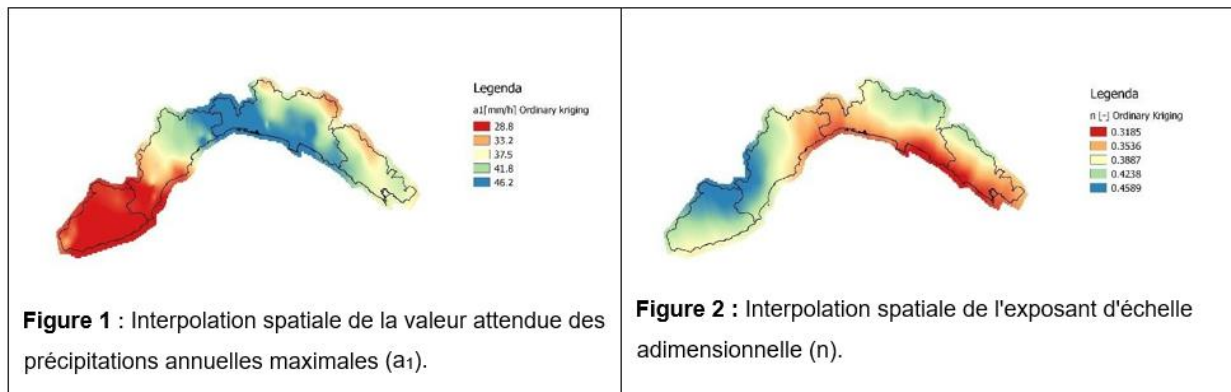 Legenda
a1[mm/h] Ordinary kriging
28.8
33.2
37.5
41.8
46.2
Figure 1 : Interpolation spatiale de la valeur attendue des
précipitations annuelles maximales (a₁).
Legenda
n [-] Ordinary Kriging
0.3185
0.3536
0.3887
0.4238
0.4589
Figure 2 : Interpolation spatiale de l'exposant d'échelle
adimensionnelle (n).